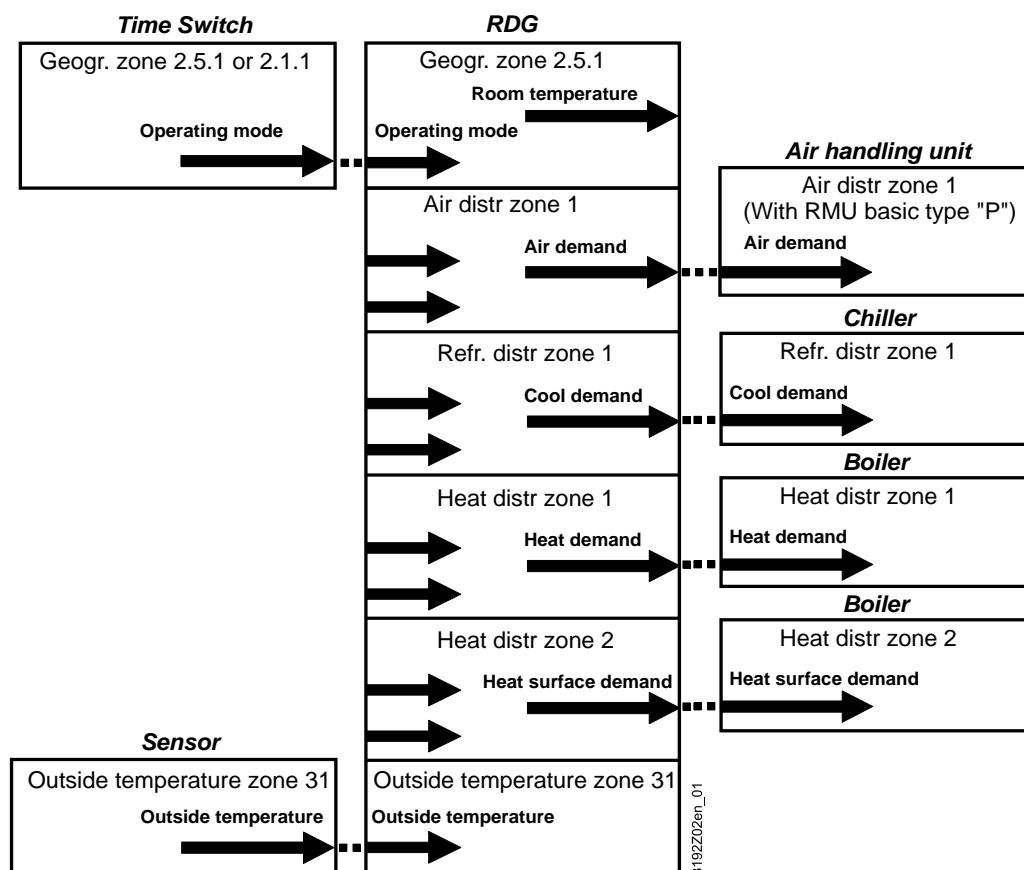 Time Switch
Geogr. zone 2.5.1 or 2.1.1
Operating mode
RDG
Geogr. zone 2.5.1
Room temperature
Operating mode
Air distr zone 1
Air demand
Refr. distr zone 1
Cool demand
Heat distr zone 1
Heat demand
Heat distr zone 2
Heat surface demand
Outside temperature zone 31
Outside temperature
Air handling unit
Air distr zone 1
(With RMU basic type "P")
Air demand
Chiller
Refr. distr zone 1
Cool demand
Boiler
Heat distr zone 1
Heat demand
Boiler
Heat distr zone 2
Heat surface demand
Sensor
Outside temperature zone 31
Outside temperature
3192Z02en_01